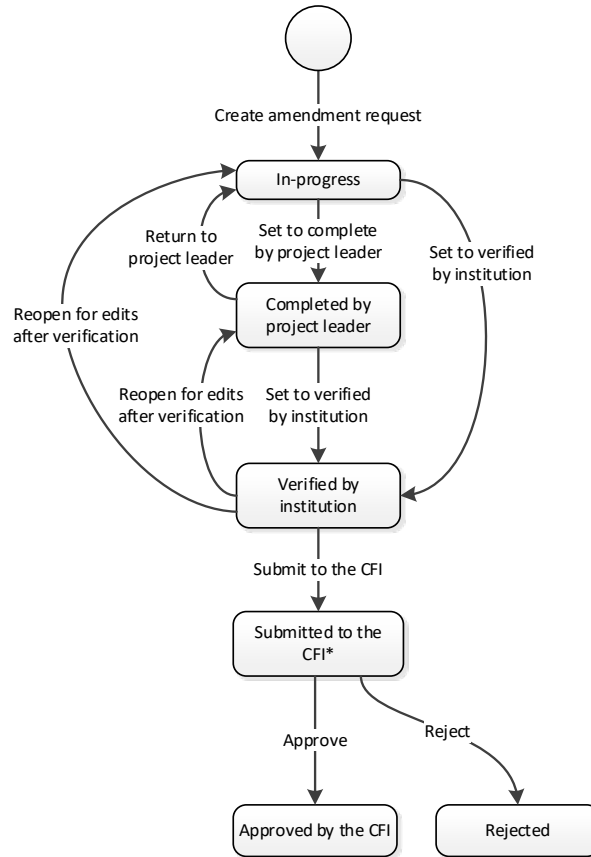 Create amendment request
In-progress
Return to
project leader
Set to complete
by project leader
Set to verified
by institution
Reopen for edits
after verification
Completed by
project leader
Reopen for edits
after verification
Set to verified
by institution
Verified by
institution
Submit to the CFI
Submitted to the
CFI*
Approve
Reject
Approved by the CFI
Rejected